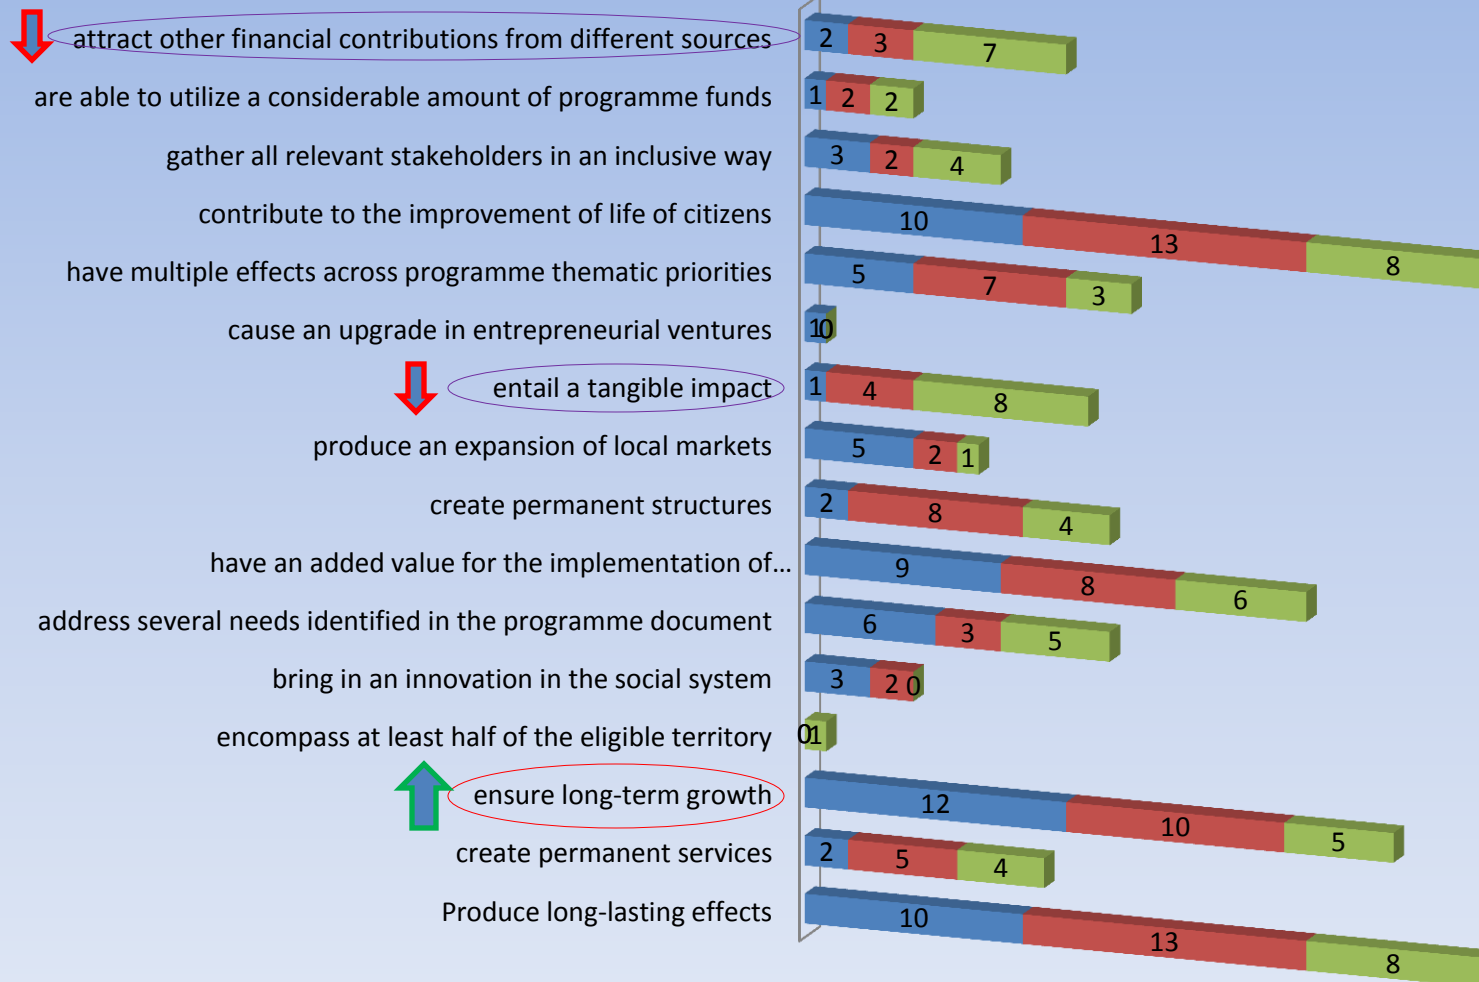 attract other financial contributions from different sources
2 3 7
are able to utilize a considerable amount of programme funds
1 2 2
gather all relevant stakeholders in an inclusive way
3 2 4
contribute to the improvement of life of citizens
10 13 8
have multiple effects across programme thematic priorities
5 7 3
cause an upgrade in entrepreneurial ventures
1 0
entail a tangible impact
1 4 8
produce an expansion of local markets
5 2 1
create permanent structures
2 8 4
have an added value for the implementation of...
9 8 6
address several needs identified in the programme document
6 3 5
bring in an innovation in the social system
3 2 0
encompass at least half of the eligible territory
0 1
ensure long-term growth
12 10 5
create permanent services
2 5 4
Produce long-lasting effects
10 13 8